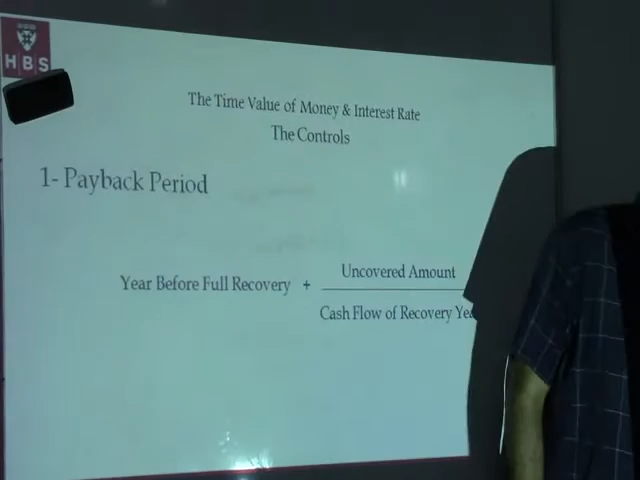 HBS
The Time Value of Money & Interest Rate
The Controls
1- Payback Period
Year Before Full Recovery + Uncovered Amount
Cash Flow of Recovery Yea